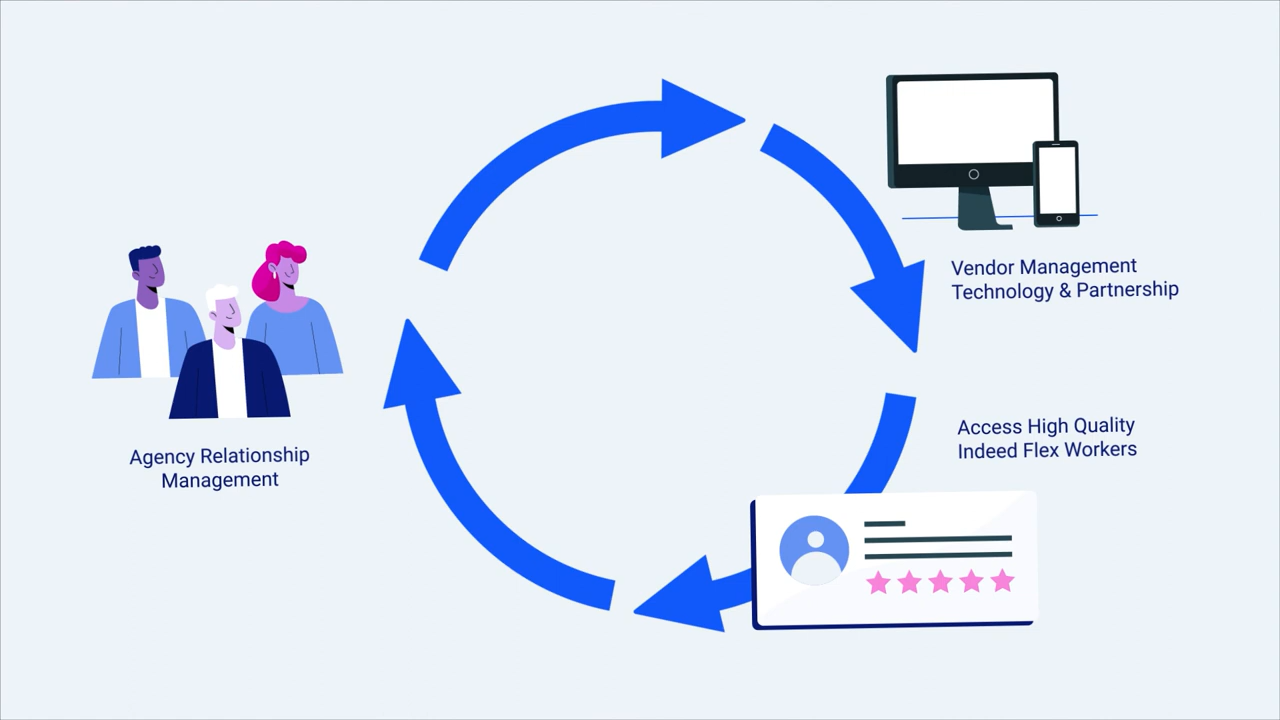 Vendor Management
Technology & Partnership
Access High Quality
Indeed Flex Workers
Agency Relationship
Management